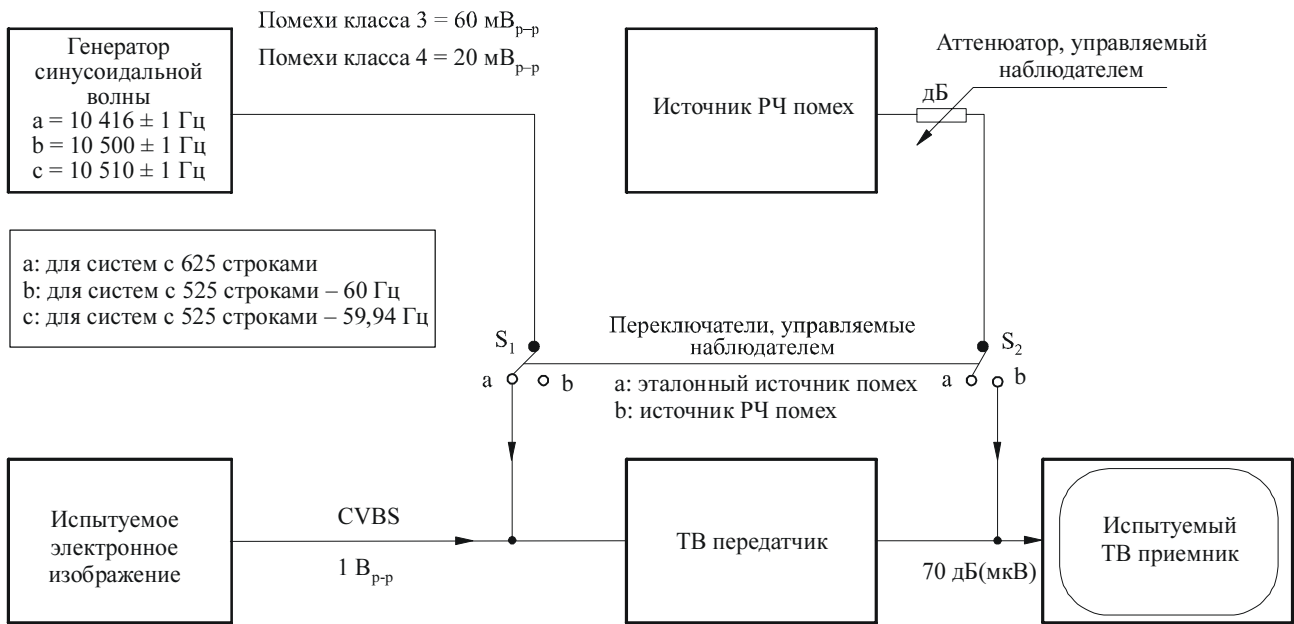 Помехи класса 3 = 60 мВp–p
Помехи класса 4 = 20 мВp–p
Генератор
синусоидальной
волны
a = 10 416 ± 1 Гц
b = 10 500 ± 1 Гц
c = 10 510 ± 1 Гц
Источник РЧ помех
дБ
Аттенюатор, управляемый
наблюдателем
a: для систем с 625 строками
b: для систем с 525 строками – 60 Гц
c: для систем с 525 строками – 59,94 Гц
S1
a
b
Переключатели, управляемые
наблюдателем
a: эталонный источник помех
b: источник РЧ помех
S2
a
b
Испытуемое
электронное
изображение
CVBS
1 Вp-p
ТВ передатчик
70 дБ(мкВ)
Испытуемый
ТВ приемник